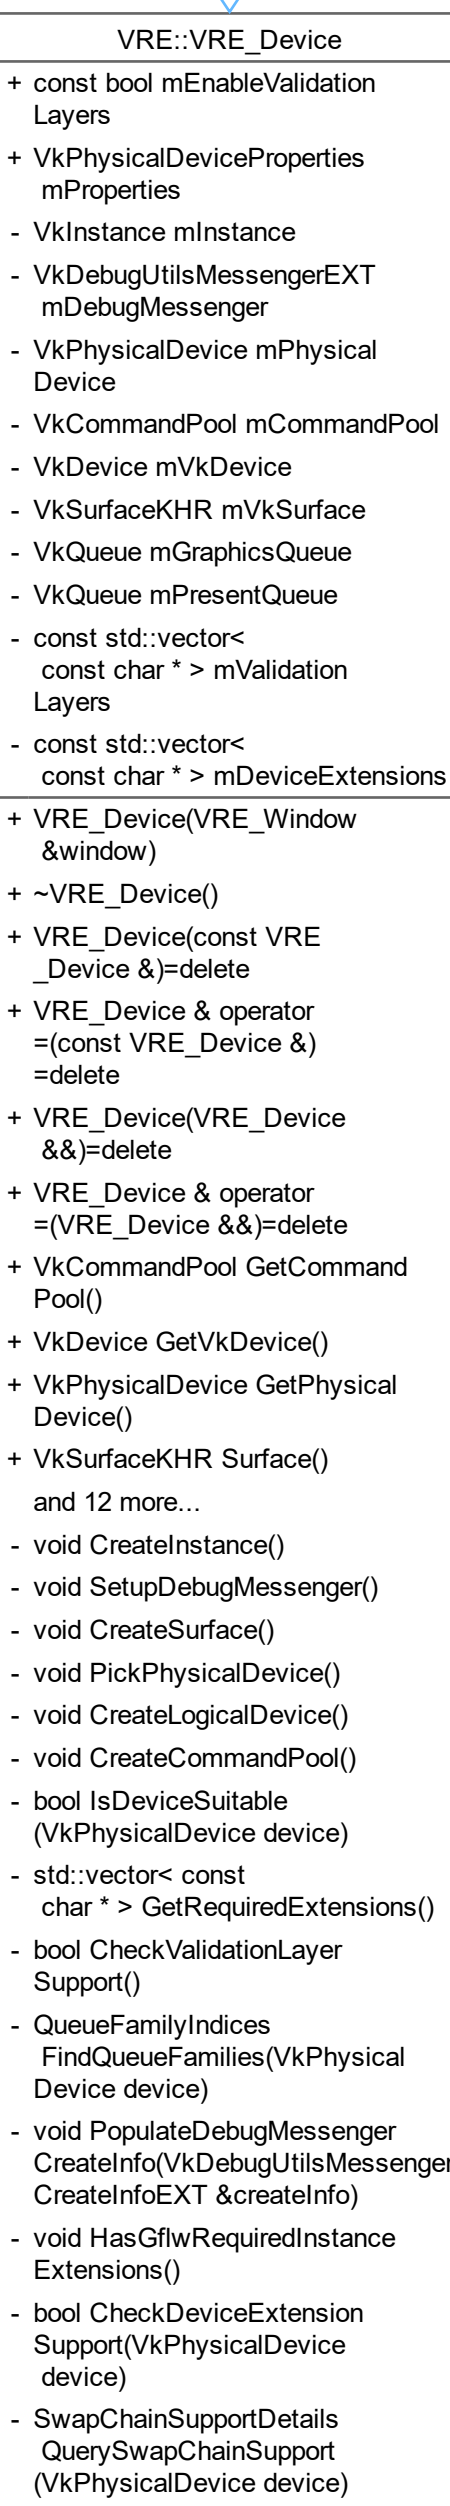 VRE::VRE_Device
+ const bool mEnableValidation
Layers
+ VkPhysicalDeviceProperties
mProperties
- VkInstance mInstance
- VkDebugUtilsMessengerEXT
mDebugMessenger
- VkPhysicalDevice mPhysical
Device
- VkCommandPool mCommandPool
- VkDevice mVkDevice
- VkSurfaceKHR mVkSurface
- VkQueue mGraphicsQueue
- VkQueue mPresentQueue
- const std::vector<
const char * > mValidation
Layers
- const std::vector<
const char * > mDeviceExtensions
+ VRE_Device(VRE_Window
&window)
+ ~VRE_Device()
+ VRE_Device(const VRE
_Device &)=delete
+ VRE_Device & operator
=(const VRE_Device &)
=delete
+ VRE_Device(VRE_Device
&&)=delete
+ VRE_Device & operator
=(VRE_Device &&)=delete
+ VkCommandPool GetCommand
Pool()
+ VkDevice GetVkDevice()
+ VkPhysicalDevice GetPhysical
Device()
+ VkSurfaceKHR Surface()
and 12 more...
- void CreateInstance()
- void SetupDebugMessenger()
- void CreateSurface()
- void PickPhysicalDevice()
- void CreateLogicalDevice()
- void CreateCommandPool()
- bool IsDeviceSuitable
(VkPhysicalDevice device)
- std::vector< const
char * > GetRequiredExtensions()
- bool CheckValidationLayer
Support()
- QueueFamilyIndices
FindQueueFamilies(VkPhysical
Device device)
- void PopulateDebugMessenger
CreateInfo(VkDebugUtilsMessenger
CreateInfoEXT &createInfo)
- void HasGflwRequiredInstance
Extensions()
- bool CheckDeviceExtension
Support(VkPhysicalDevice
device)
- SwapChainSupportDetails
QuerySwapChainSupport
(VkPhysicalDevice device)